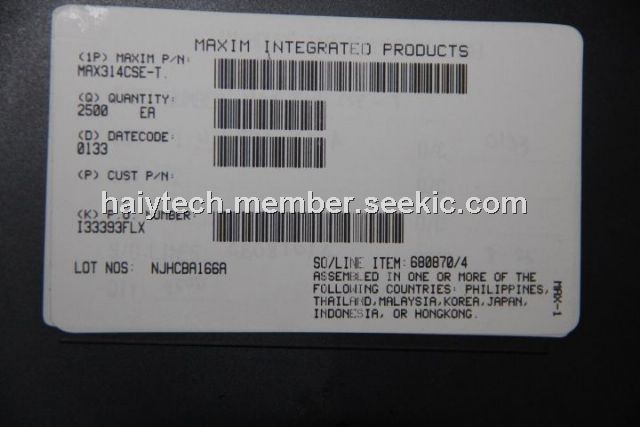 MAXIM INTEGRATED PRODUCTS
(1P) MAXIM P/N:
MAX314CSE-T.
(Q) QUANTITY:
2500 EA
(D) DATECODE:
0133
(P) CUST P/N:
haiytech.member.seekic.com
(K) P.O. NUMBER:
I33393FLX
LOT NOS: NJHCBA166A
SO/LINE ITEM: 680870/4
ASSEMBLED IN ONE OR MORE OF THE
FOLLOWING COUNTRIES: PHILIPPINES,
THAILAND, MALAYSIA, KOREA, JAPAN,
INDONESIA, OR HONGKONG.
MAX-1